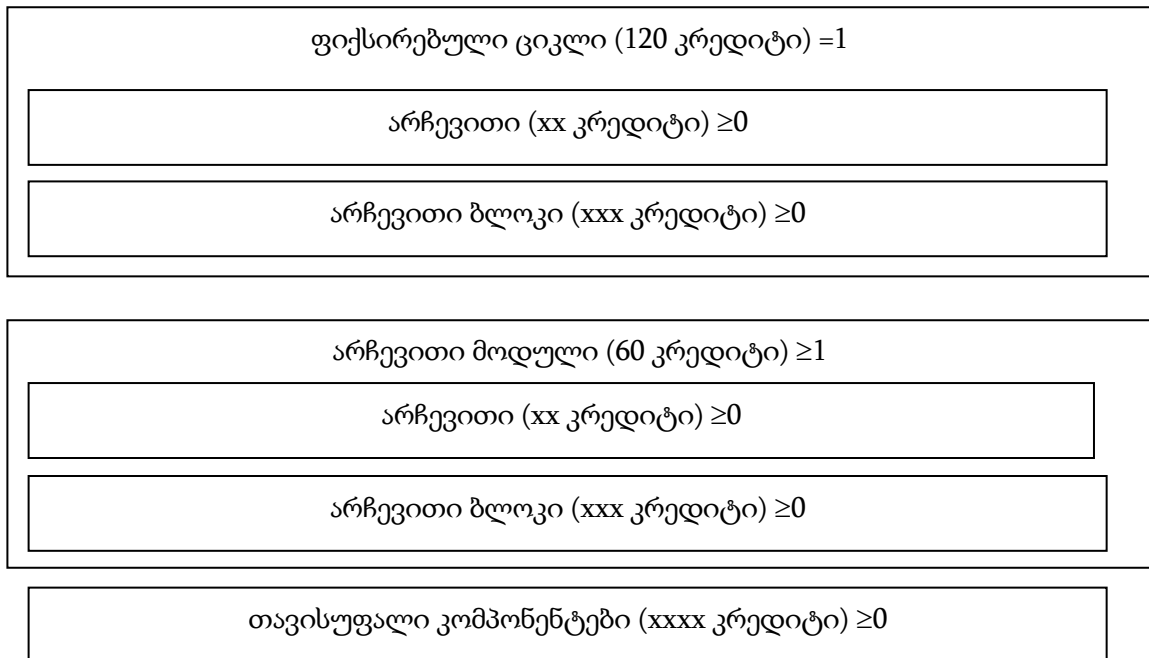 ფიქსირებული ციკლი (120 კრედიტი) =1
არჩევითი (xx კრედიტი) ≥0
არჩევითი ბლოკი (xxx კრედიტი) ≥0
არჩევითი მოდული (60 კრედიტი) ≥1
არჩევითი (xx კრედიტი) ≥0
არჩევითი ბლოკი (xxx კრედიტი) ≥0
თავისუფალი კომპონენტები (xxxx კრედიტი) ≥0